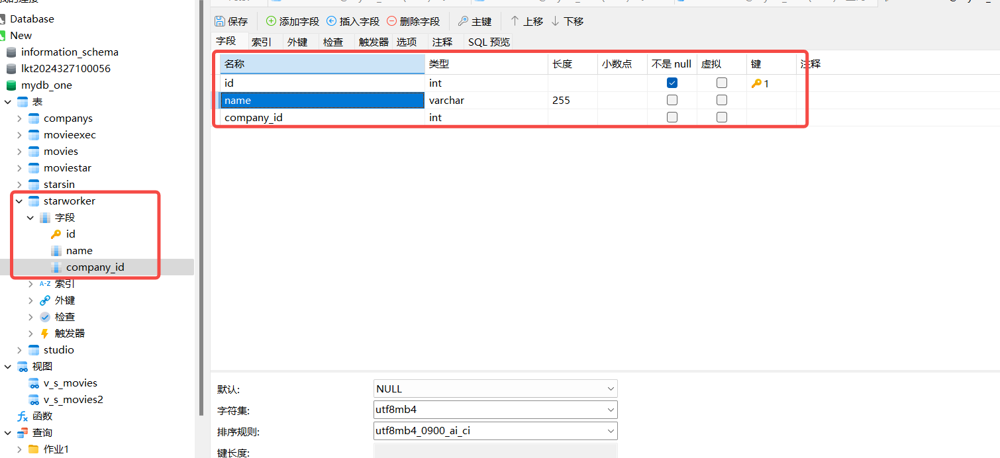 Database
New
information_schema
lkt2024327100056
mydb_one
表
companys
movieexec
movies
moviestar
starsin
starworker
字段
id
name
company_id
索引
外键
检查
触发器
studio
视图
v_s_movies
v_s_movies2
函数
查询
作业1
保存 添加字段 插入字段 删除字段 主键 上移 下移
字段 索引 外键 检查 触发器 选项 注释 SQL 预览
名称 类型 长度 小数点 不是 null 虚拟 键 注释
id int 1
name varchar 255
company_id int
默认: NULL
字符集: utf8mb4
排序规则: utf8mb4_0900_ai_ci
键长度: